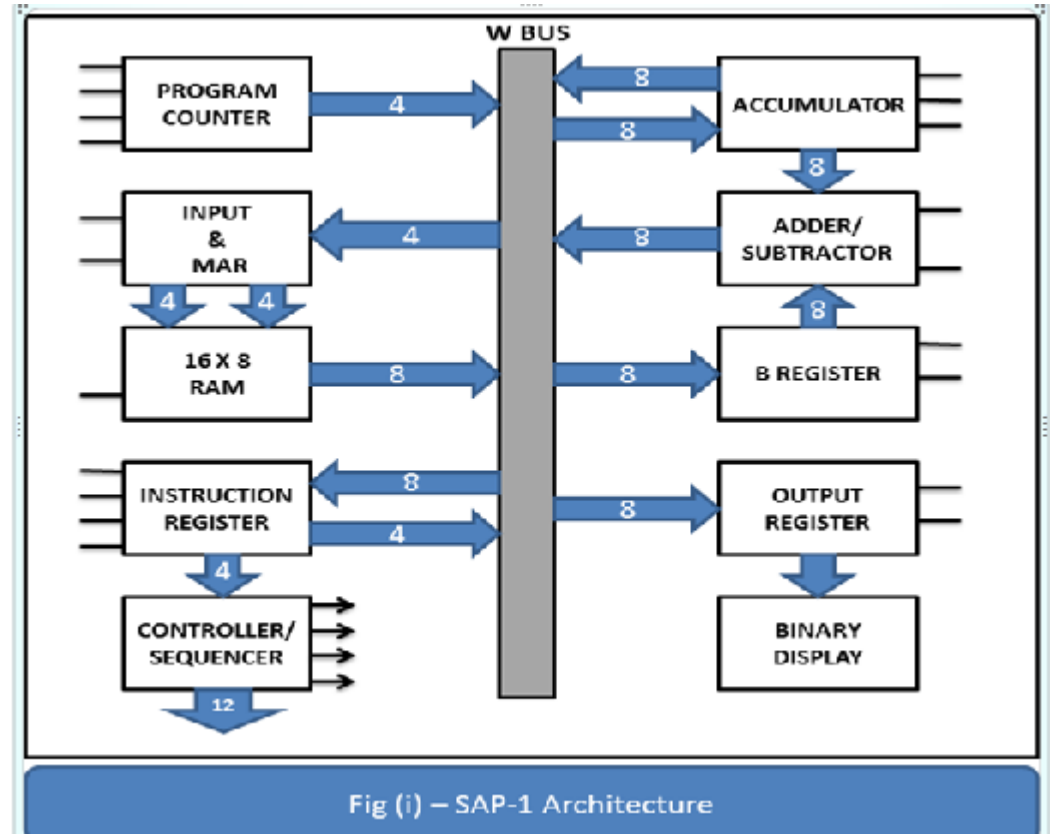 W BUS
PROGRAM
COUNTER
4
8
8
ACCUMULATOR
8
INPUT
&
MAR
4
8
ADDER/
SUBTRACTOR
4
4
8
16 X 8
RAM
8
8
B REGISTER
INSTRUCTION
REGISTER
8
4
8
OUTPUT
REGISTER
4
CONTROLLER/
SEQUENCER
BINARY
DISPLAY
12
Fig (i) – SAP-1 Architecture